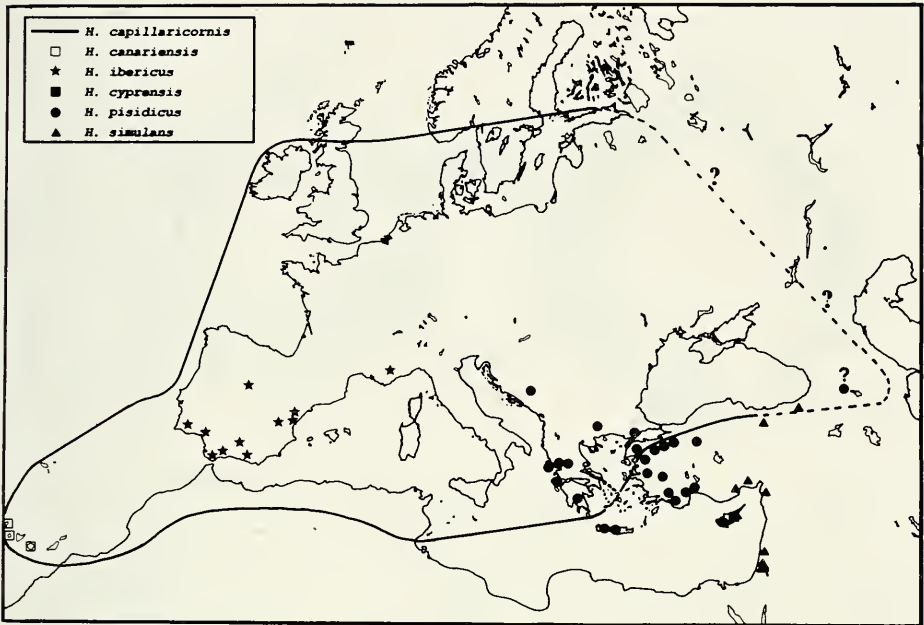 H. capillaricornis
H. canariensis
H. ibericus
H. cyprensis
H. pisidicus
H. simulans
?
?
?